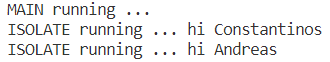 MAIN running ...
ISOLATE running ... hi Constantinos
ISOLATE running ... hi Andreas